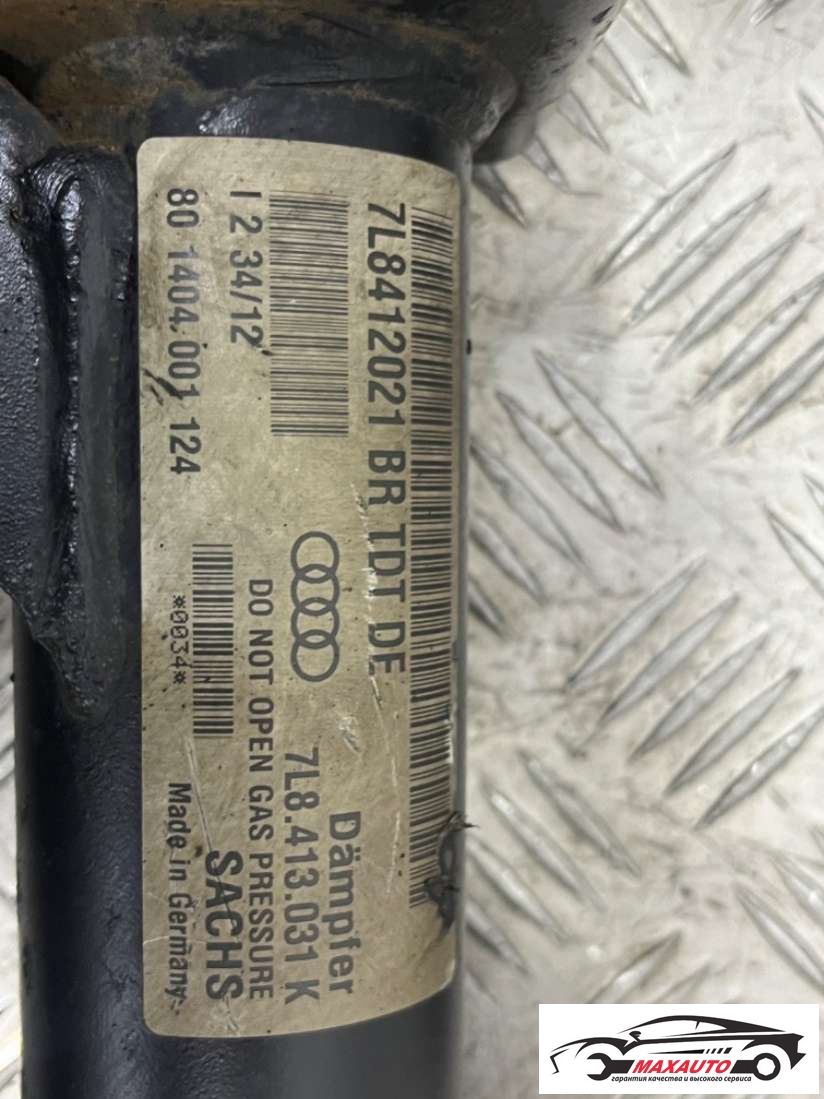 7L8412021 BR TDT DE
Dämpfer
7L8.413.031 K
I 2 34/12
DO NOT OPEN GAS PRESSURE
SACHS
80 1404 001 124
*0034*
Made in Germany
MAXAUTO
гарантия качества и высокого сервиса